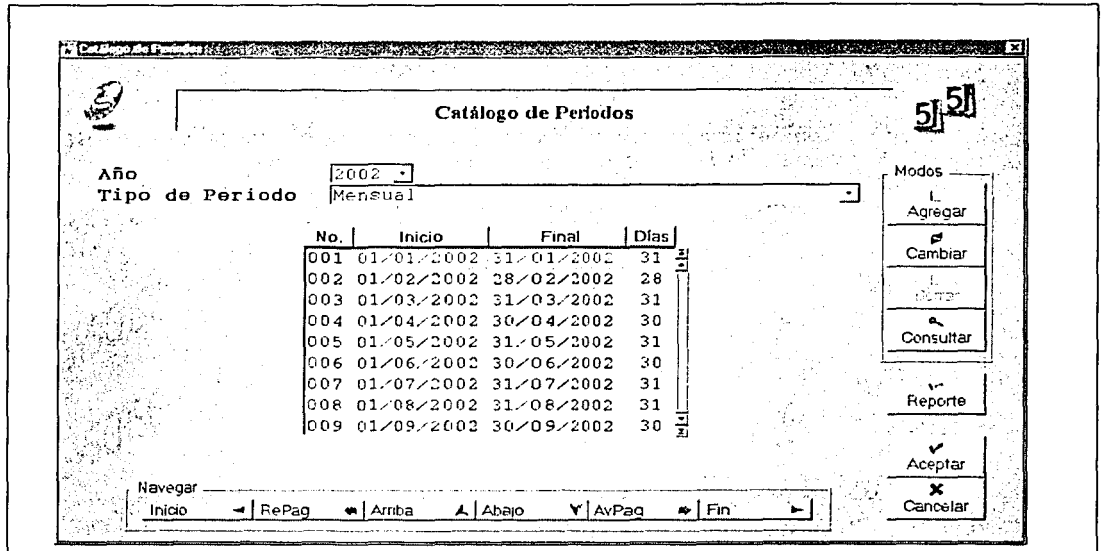 Catálogo de Periodos
Catálogo de Periodos
Año 2002
Tipo de Periodo Mensual
No. Inicio Final Días
001 01/01/2002 31/01/2002 31
002 01/02/2002 28/02/2002 28
003 01/03/2002 31/03/2002 31
004 01/04/2002 30/04/2002 30
005 01/05/2002 31/05/2002 31
006 01/06/2002 30/06/2002 30
007 01/07/2002 31/07/2002 31
008 01/08/2002 31/08/2002 31
009 01/09/2002 30/09/2002 30
Modos
Agregar
Cambiar
Consultar
Reporte
Aceptar
Cancelar
Navegar
Inicio RePag Arriba Abajo AvPag Fin